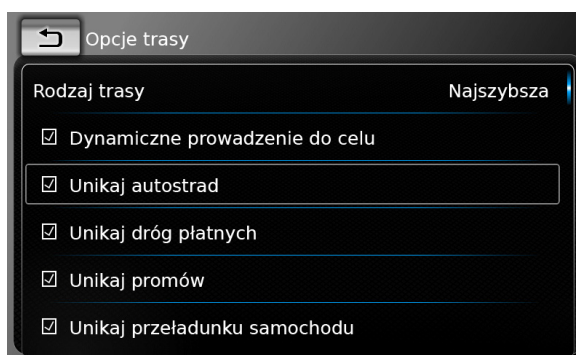 Opcje trasy
Rodzaj trasy Najszybsza
Dynamiczne prowadzenie do celu
Unikaj autostrad
Unikaj dróg płatnych
Unikaj promów
Unikaj przeładunku samochodu